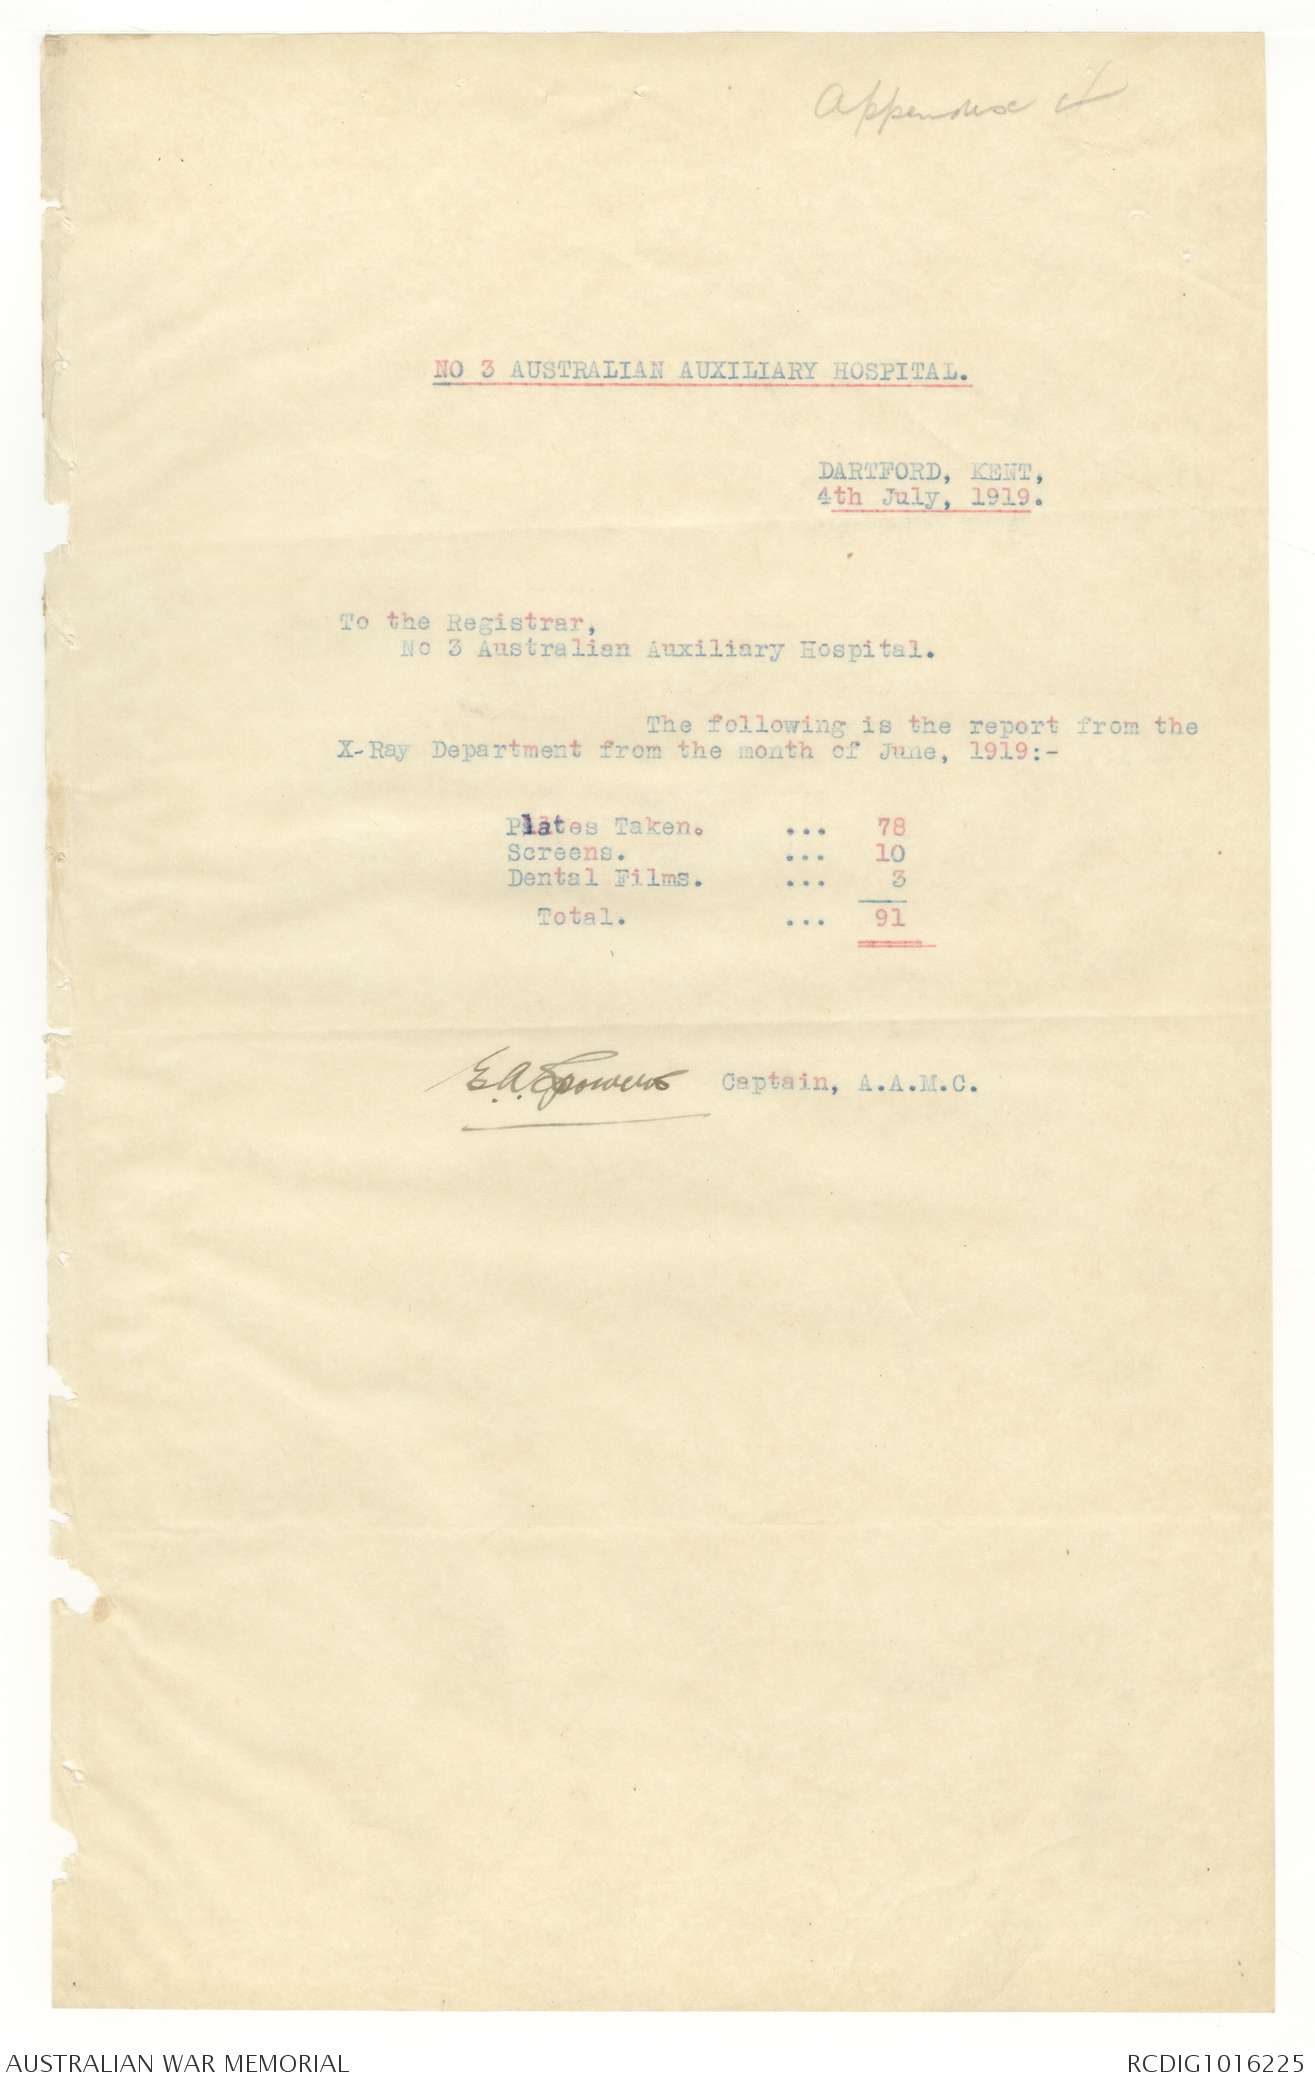 Appendix
NO 3 AUSTRALIAN AUXILIARY HOSPITAL.
DARTFORD, KENT,
4th July, 1919.
To the Registrar,
No 3 Australian Auxiliary Hospital.
The following is the report from the
X-Ray Department from the month of June, 1919:-
Plates Taken. ... 78
Screens. ... 10
Dental Films. ... 3
Total. ... 91
E.A. Spowers Captain, A.A.M.C.
AUSTRALIAN WAR MEMORIAL
RCDIG1016225